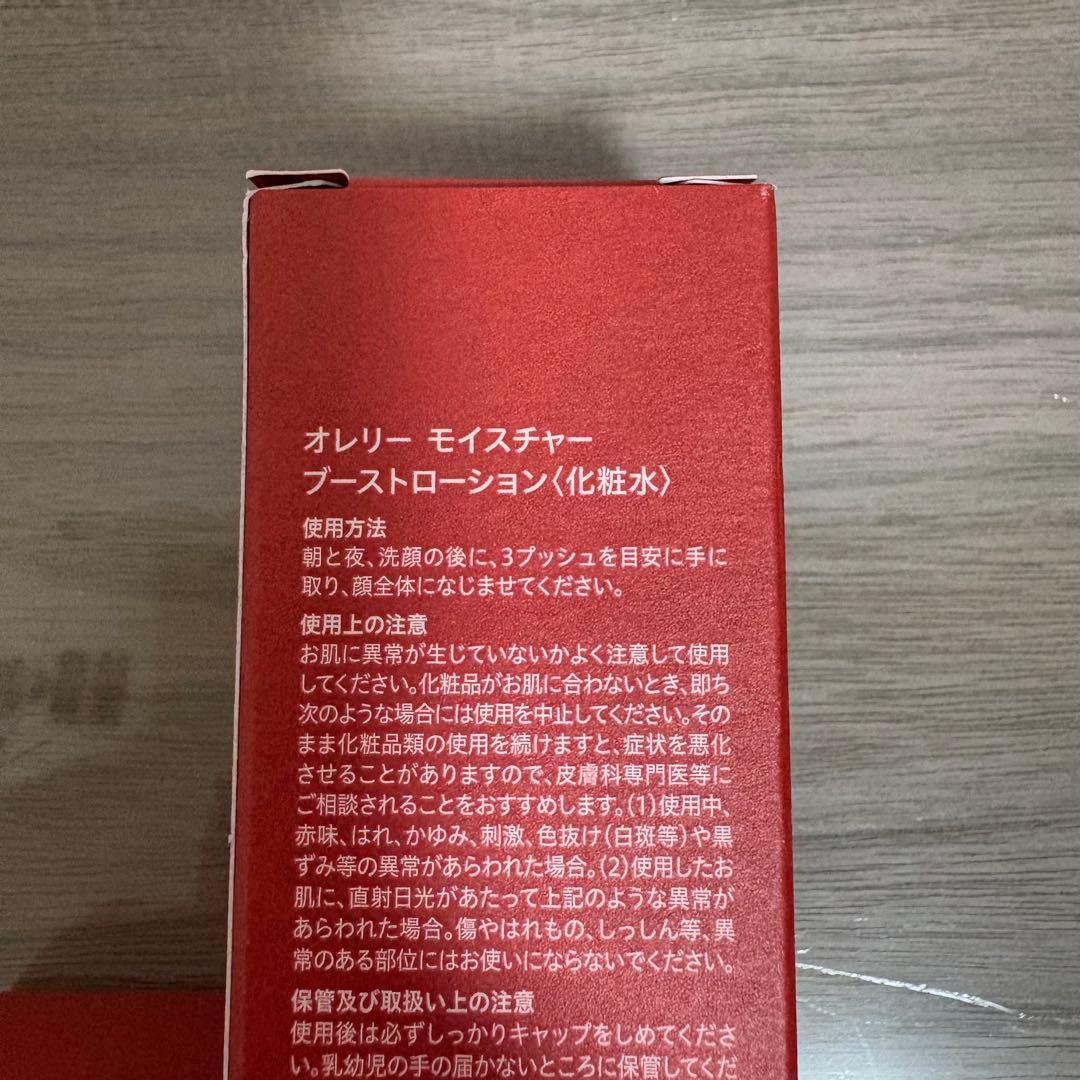 オレリー モイスチャー
ブーストローション〈化粧水〉
使用方法
朝と夜、洗顔の後に、3プッシュを目安に手に
取り、顔全体になじませてください。
使用上の注意
お肌に異常が生じていないかよく注意して使用
してください。化粧品がお肌に合わないとき、即ち
次のような場合には使用を中止してください。その
まま化粧品類の使用を続けますと、症状を悪化
させることがありますので、皮膚科専門医等に
ご相談されることをおすすめします。(1)使用中、
赤味、はれ、かゆみ、刺激、色抜け(白斑等)や黒
ずみ等の異常があらわれた場合。(2)使用したお
肌に、直射日光があたって上記のような異常が
あらわれた場合。傷やはれもの、しっしん等、異
常のある部位にはお使いにならないでください。
保管及び取扱い上の注意
使用後は必ずしっかりキャップをしめてくださ
い。乳幼児の手の届かないところに保管してくだ